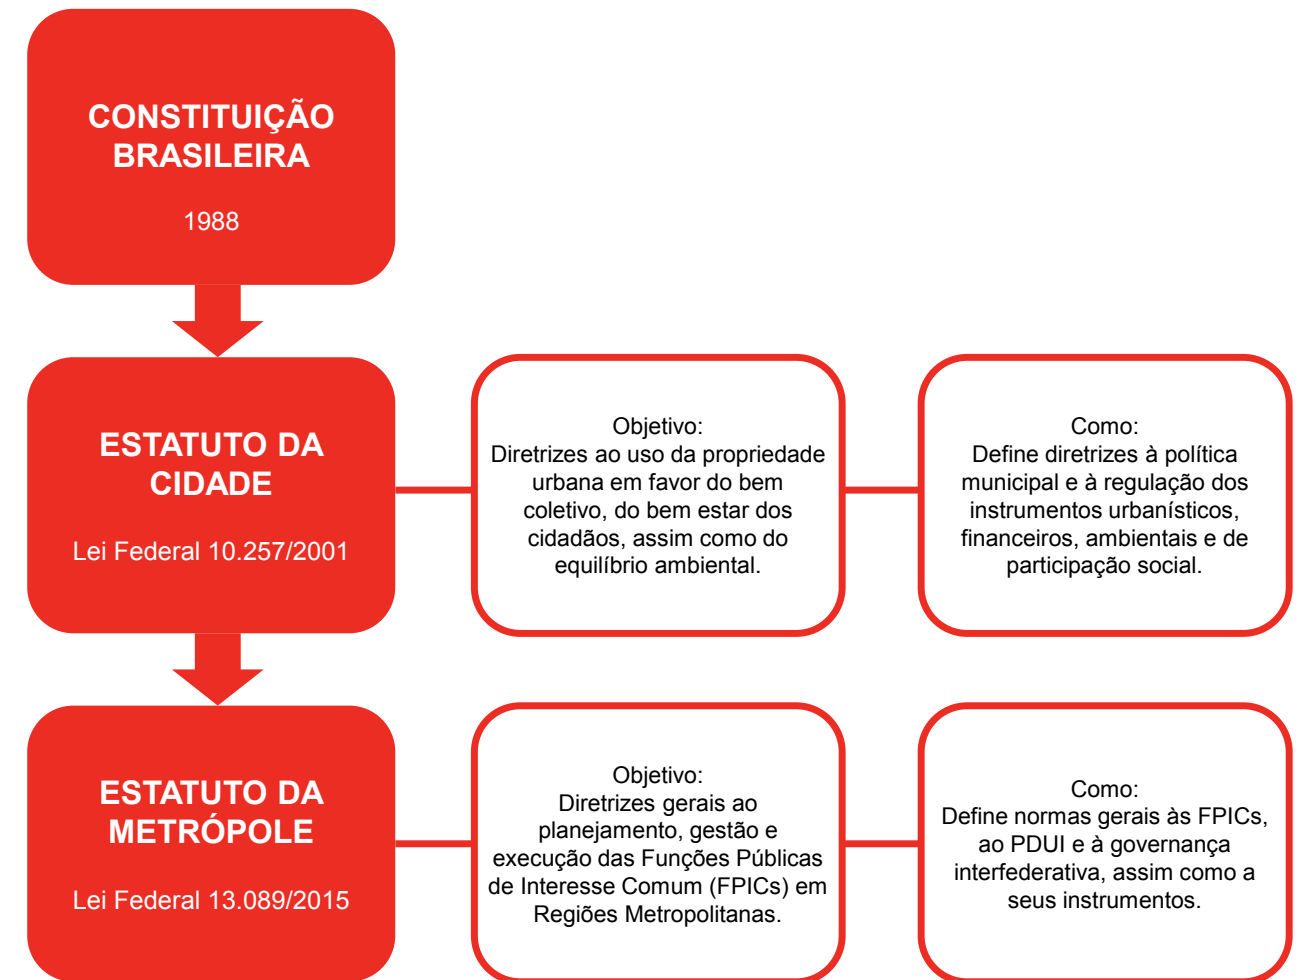 CONSTITUIÇÃO
BRASILEIRA
1988
ESTATUTO DA
CIDADE
Lei Federal 10.257/2001
Objetivo:
Diretrizes ao uso da propriedade
urbana em favor do bem
coletivo, do bem estar dos
cidadãos, assim como do
equilíbrio ambiental.
Como:
Define diretrizes à política
municipal e à regulação dos
instrumentos urbanísticos,
financeiros, ambientais e de
participação social.
ESTATUTO DA
METRÓPOLE
Lei Federal 13.089/2015
Objetivo:
Diretrizes gerais ao
planejamento, gestão e
execução das Funções Públicas
de Interesse Comum (FPICs) em
Regiões Metropolitanas.
Como:
Define normas gerais às FPICs,
ao PDUI e à governança
interfederativa, assim como a
seus instrumentos.